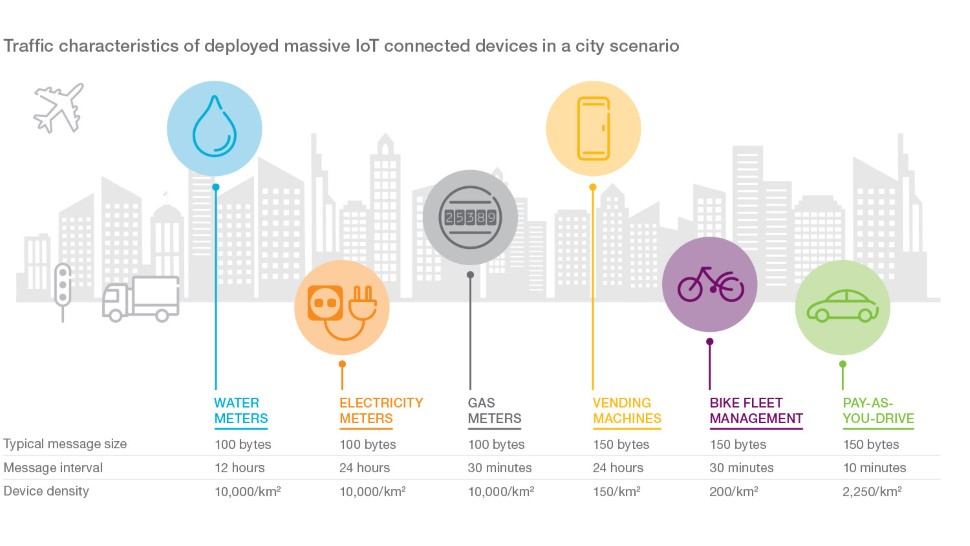 Traffic characteristics of deployed massive IoT connected devices in a city scenario
25389
WATER METERS
ELECTRICITY METERS
GAS METERS
VENDING MACHINES
BIKE FLEET MANAGEMENT
PAY-AS-YOU-DRIVE
Typical message size 100 bytes 100 bytes 100 bytes 150 bytes 150 bytes 150 bytes
Message interval 12 hours 24 hours 30 minutes 24 hours 30 minutes 10 minutes
Device density 10,000/km² 10,000/km² 10,000/km² 150/km² 200/km² 2,250/km²